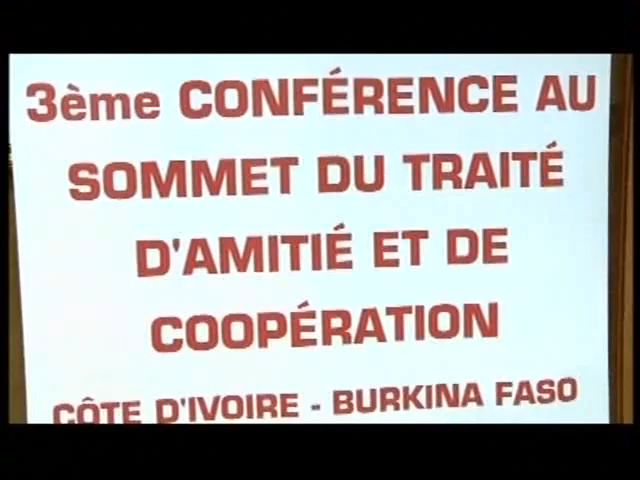 3ème CONFÉRENCE AU
SOMMET DU TRAITÉ
D'AMITIÉ ET DE
COOPÉRATION
CÔTE D'IVOIRE - BURKINA FASO